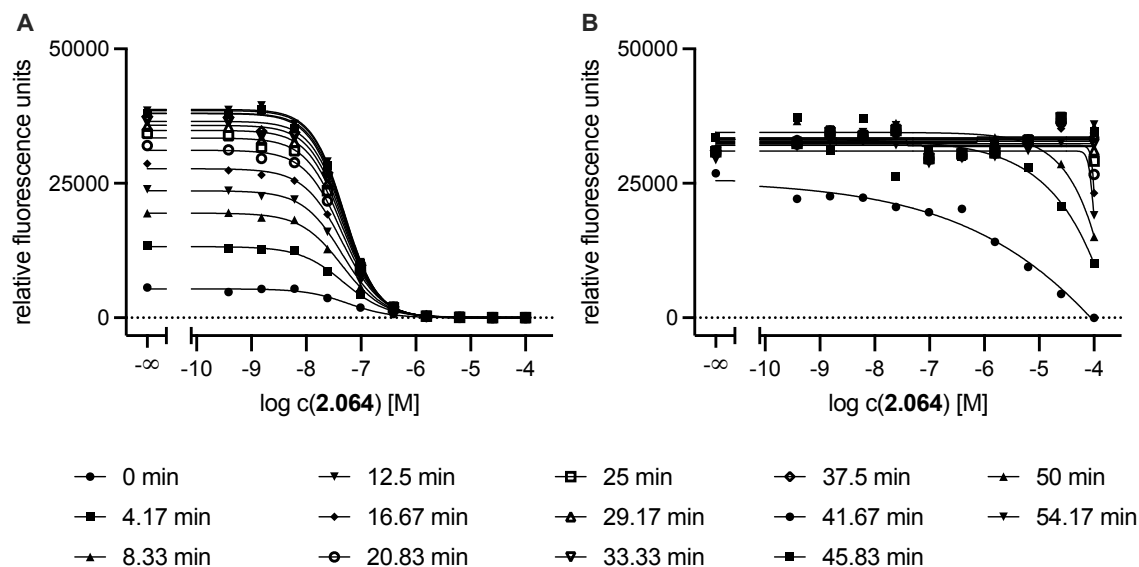 A
B
relative fluorescence units
50000
25000
0
-∞
-10
-9
-8
-7
-6
-5
-4
log c(2.064) [M]
relative fluorescence units
50000
25000
0
-∞
-10
-9
-8
-7
-6
-5
-4
log c(2.064) [M]
0 min
12.5 min
25 min
37.5 min
50 min
4.17 min
16.67 min
29.17 min
41.67 min
54.17 min
8.33 min
20.83 min
33.33 min
45.83 min